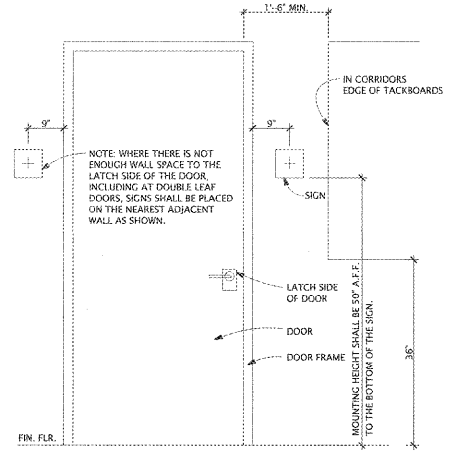 1'-6" MIN.
IN CORRIDORS
EDGE OF TACKBOARDS
9"
9"
NOTE: WHERE THERE IS NOT
ENOUGH WALL SPACE TO THE
LATCH SIDE OF THE DOOR,
INCLUDING AT DOUBLE LEAF
DOORS, SIGNS SHALL BE PLACED
ON THE NEAREST ADJACENT
WALL AS SHOWN.
SIGN
LATCH SIDE
OF DOOR
DOOR
DOOR FRAME
MOUNTING HEIGHT SHALL BE 50" A.F.F.
TO THE BOTTOM OF THE SIGN.
36"
FIN. FLR.